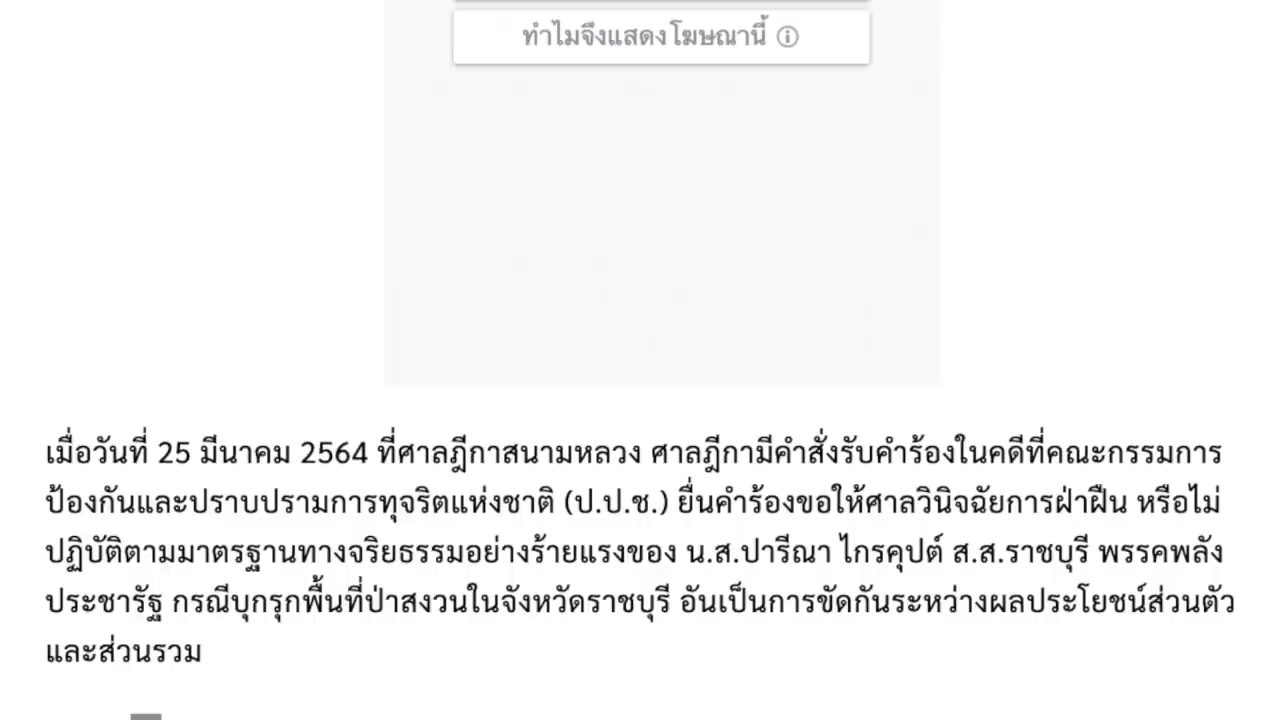 ทำไมจึงแสดงโฆษณานี้
เมื่อวันที่ 25 มีนาคม 2564 ที่ศาลฎีกาสนามหลวง ศาลฎีกามีคำสั่งรับคำร้องในคดีที่คณะกรรมการ
ป้องกันและปราบปรามการทุจริตแห่งชาติ (ป.ป.ช.) ยื่นคำร้องขอให้ศาลวินิจฉัยการฝ่าฝืน หรือไม่
ปฏิบัติตามมาตรฐานทางจริยธรรมอย่างร้ายแรงของ น.ส.ปารีณา ไกรคุปต์ ส.ส.ราชบุรี พรรคพลัง
ประชารัฐ กรณีบุกรุกพื้นที่ป่าสงวนในจังหวัดราชบุรี อันเป็นการขัดกันระหว่างผลประโยชน์ส่วนตัว
และส่วนรวม